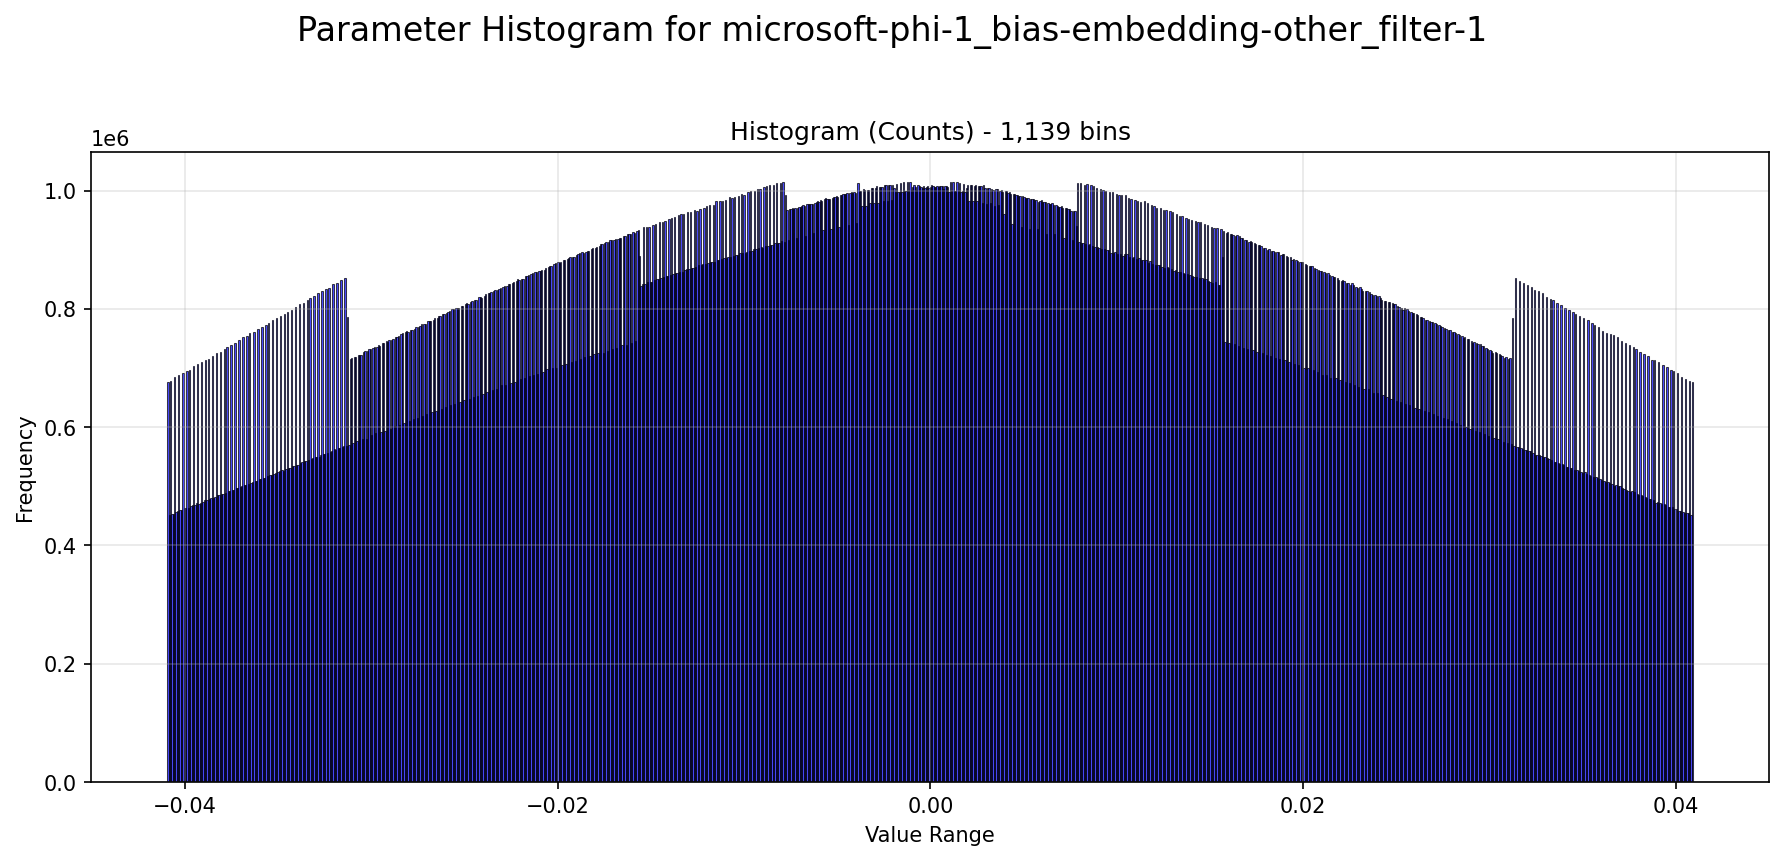 Parameter Histogram for microsoft-phi-1_bias-embedding-other_filter-1
Histogram (Counts) - 1,139 bins
1e6
1.0
0.8
0.6
0.4
0.2
0.0
Frequency
−0.04
−0.02
0.00
0.02
0.04
Value Range